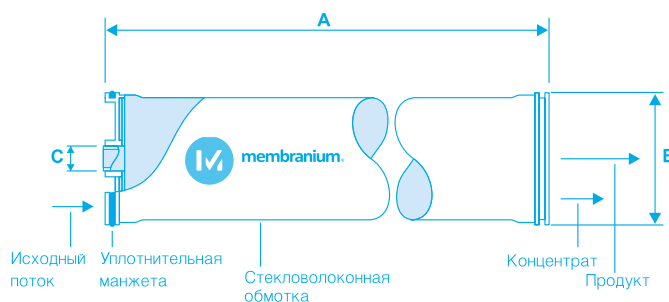 A
C
membranium®
B
Исходный
поток
Уплотнительная
манжета
Стекловолоконная
обмотка
Концентрат
Продукт